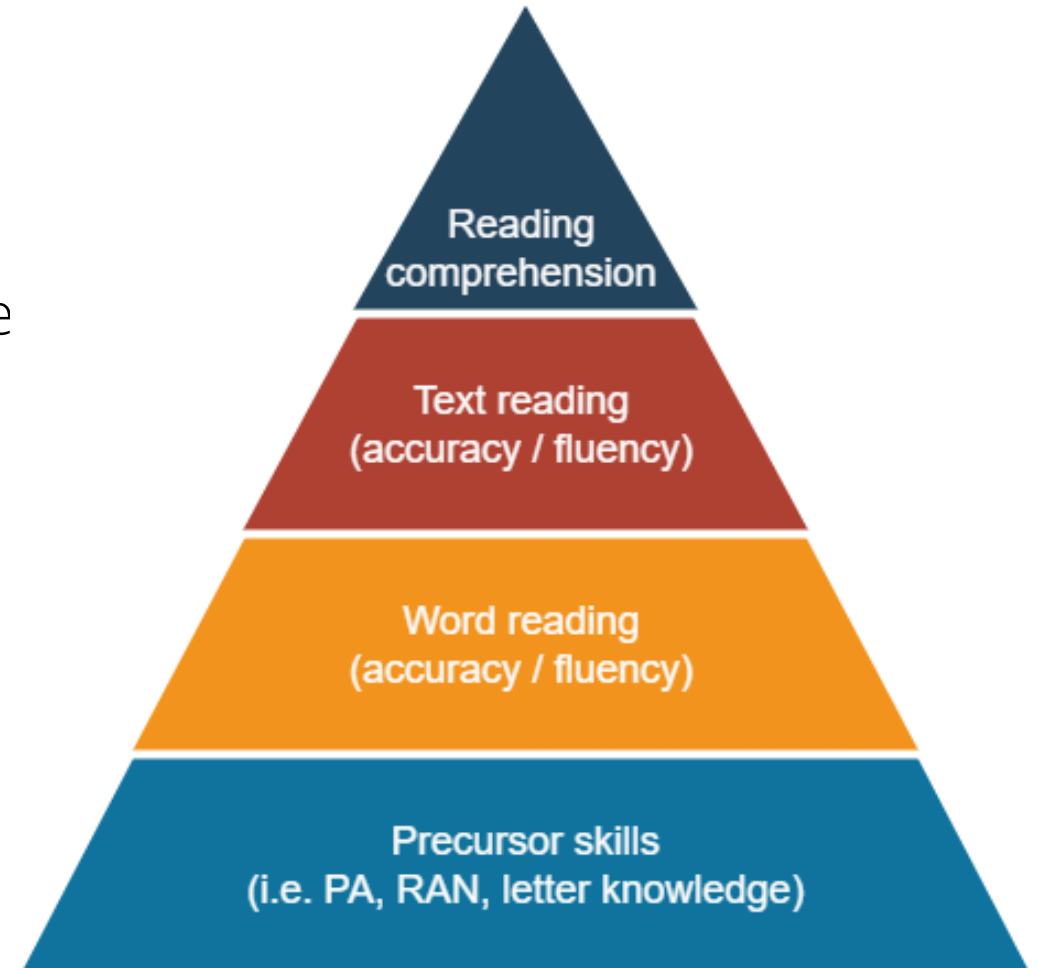 Reading
comprehension
e
Text reading
(accuracy / fluency)
Word reading
(accuracy / fluency)
Precursor skills
(i.e. PA, RAN, letter knowledge)